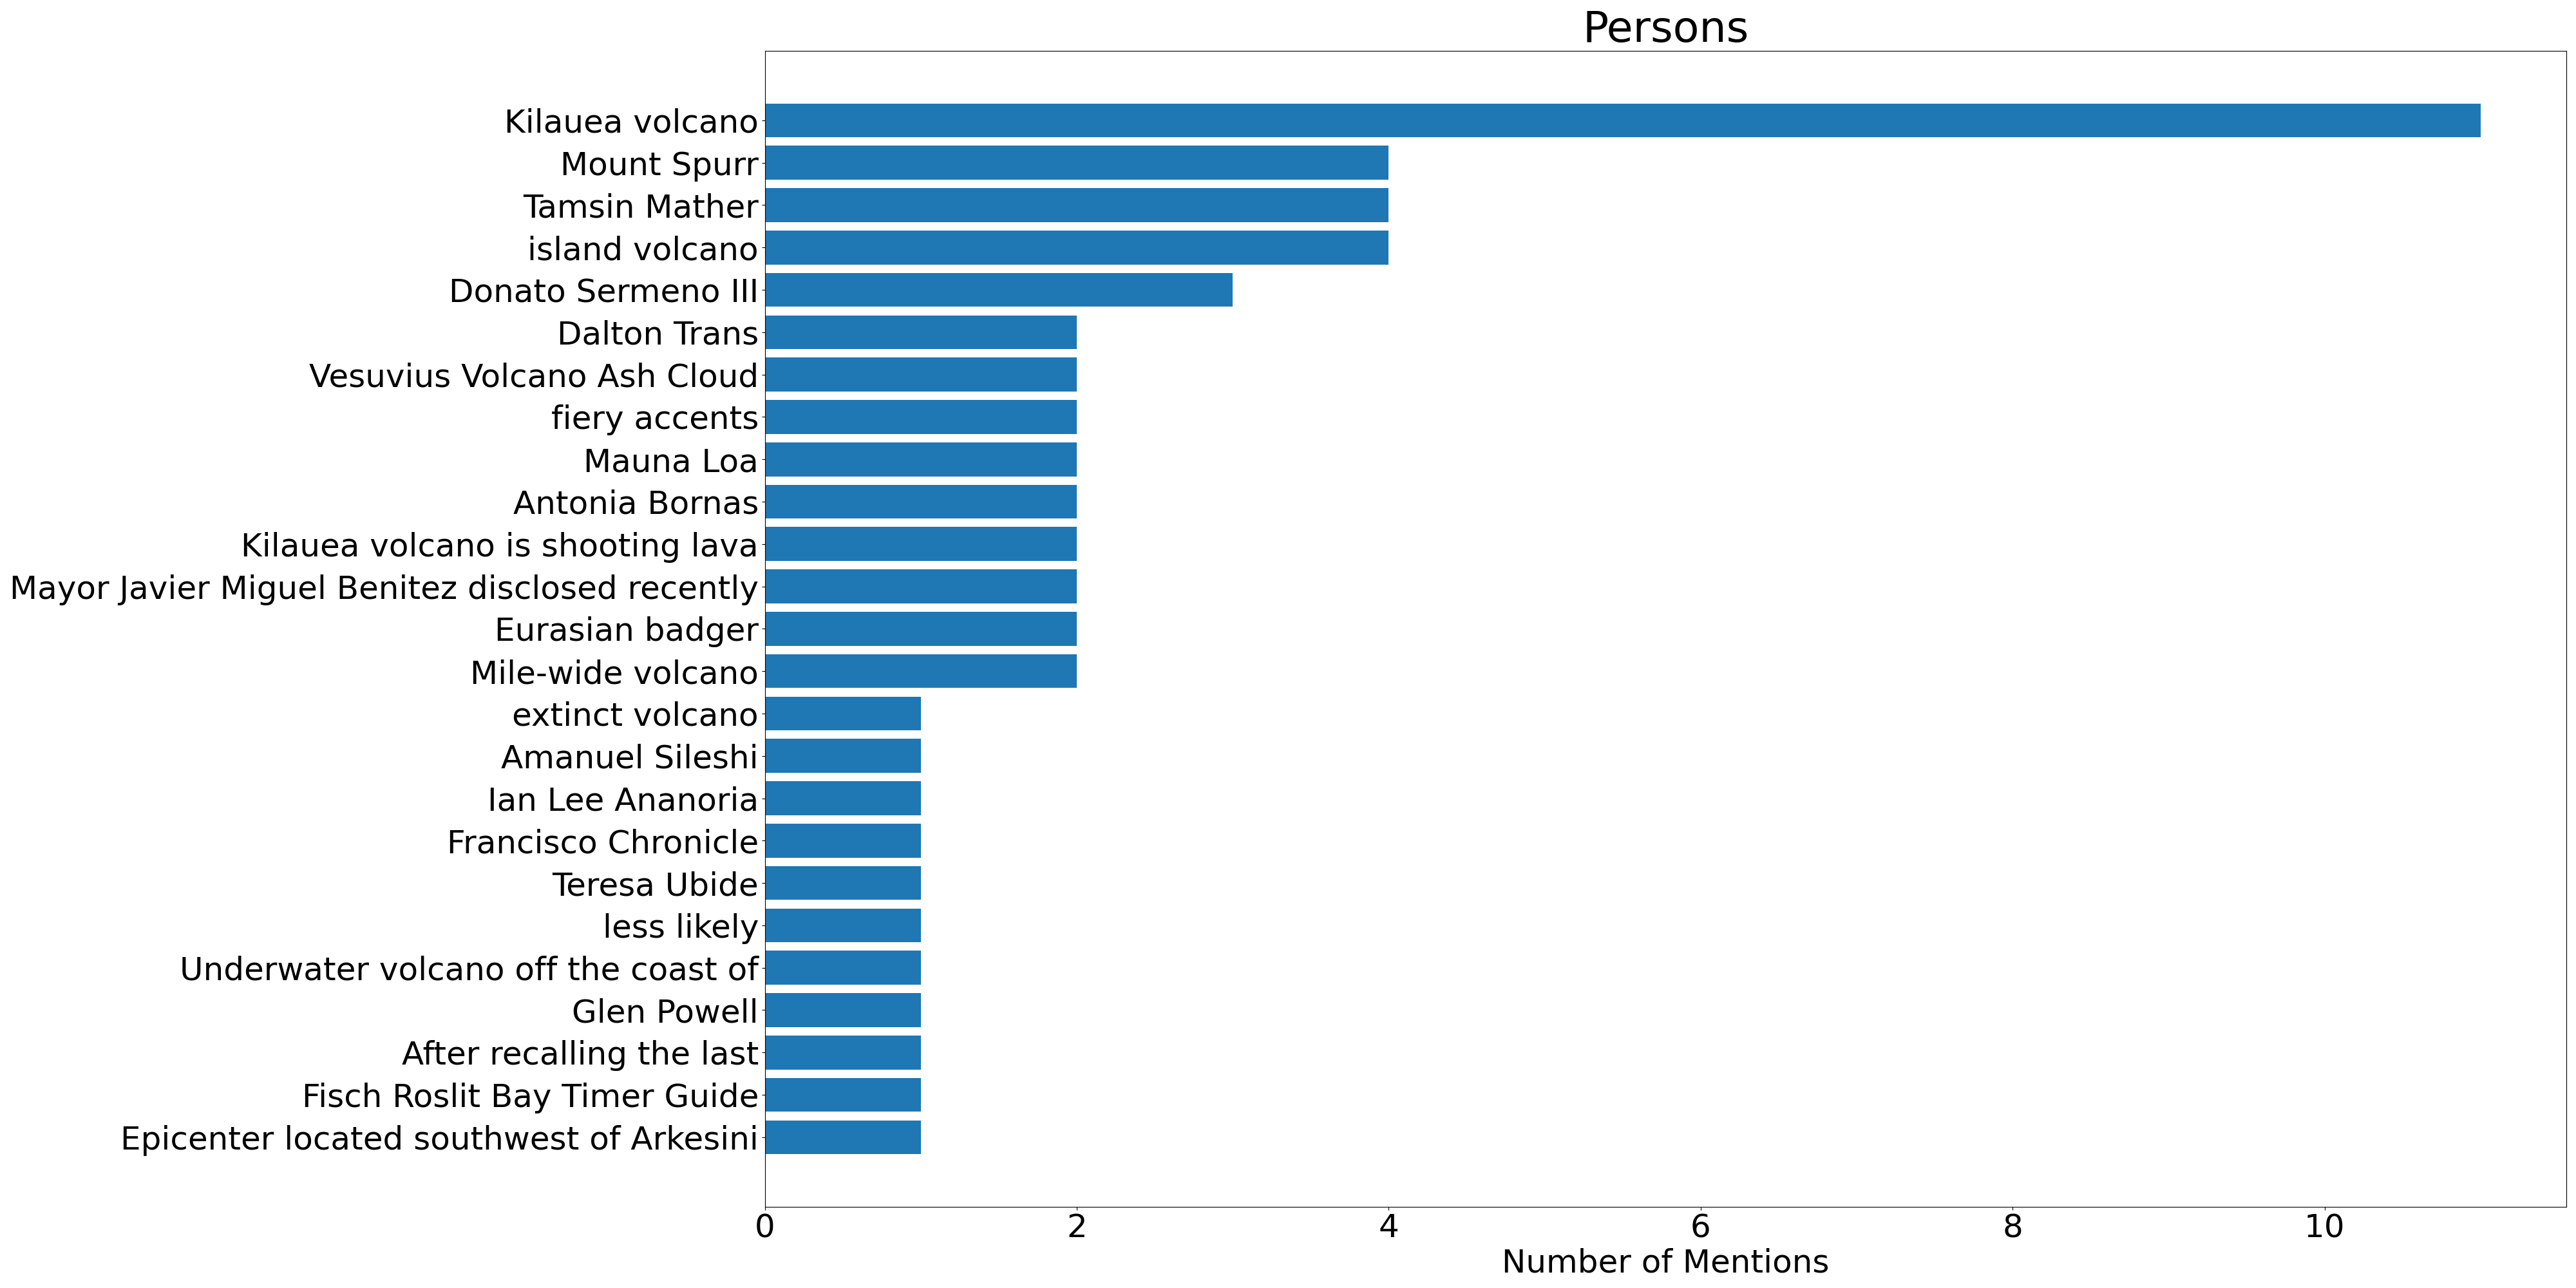 Persons
Kilauea volcano
Mount Spurr
Tamsin Mather
island volcano
Donato Sermeno III
Dalton Trans
Vesuvius Volcano Ash Cloud
fiery accents
Mauna Loa
Antonia Bornas
Kilauea volcano is shooting lava
Mayor Javier Miguel Benitez disclosed recently
Eurasian badger
Mile-wide volcano
extinct volcano
Amanuel Sileshi
Ian Lee Ananoria
Francisco Chronicle
Teresa Ubide
less likely
Underwater volcano off the coast of
Glen Powell
After recalling the last
Fisch Roslit Bay Timer Guide
Epicenter located southwest of Arkesini
0 2 4 6 8 10
Number of Mentions